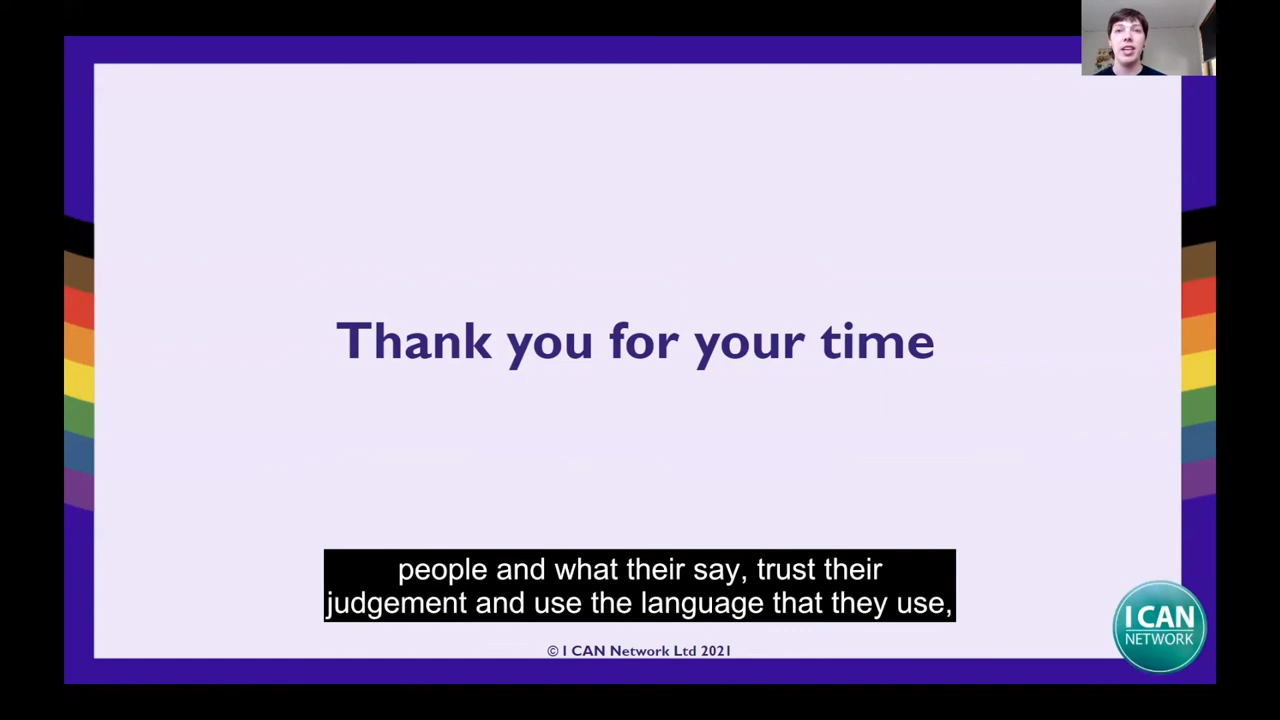 Thank you for your time
people and what their say, trust their
judgement and use the language that they use,
© I CAN Network Ltd 2021
I CAN
NETWORK